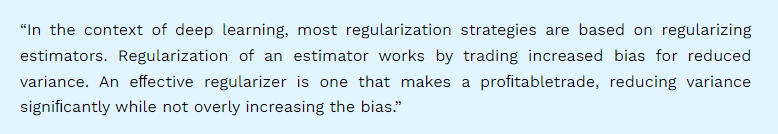 “In the context of deep learning, most regularization strategies are based on regularizing
estimators. Regularization of an estimator works by trading increased bias for reduced
variance. An effective regularizer is one that makes a profitabletrade, reducing variance
significantly while not overly increasing the bias.”